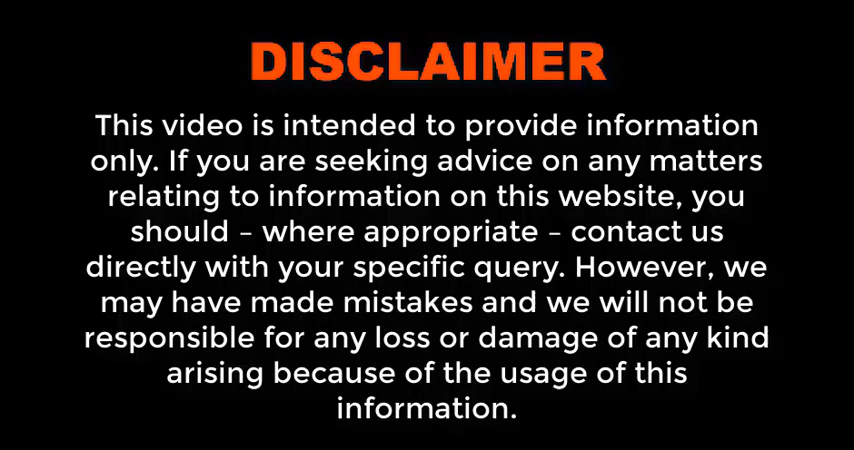 DISCLAIMER
This video is intended to provide information
only. If you are seeking advice on any matters
relating to information on this website, you
should – where appropriate – contact us
directly with your specific query. However, we
may have made mistakes and we will not be
responsible for any loss or damage of any kind
arising because of the usage of this
information.